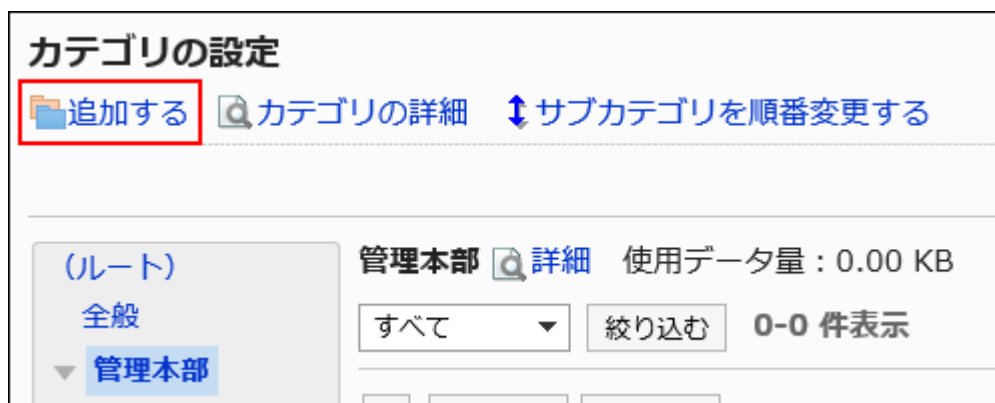 カテゴリの設定
追加する カテゴリの詳細 サブカテゴリを順番変更する
(ルート)
全般
管理本部
管理本部 詳細 使用データ量 : 0.00 KB
すべて 絞り込む 0-0 件表示